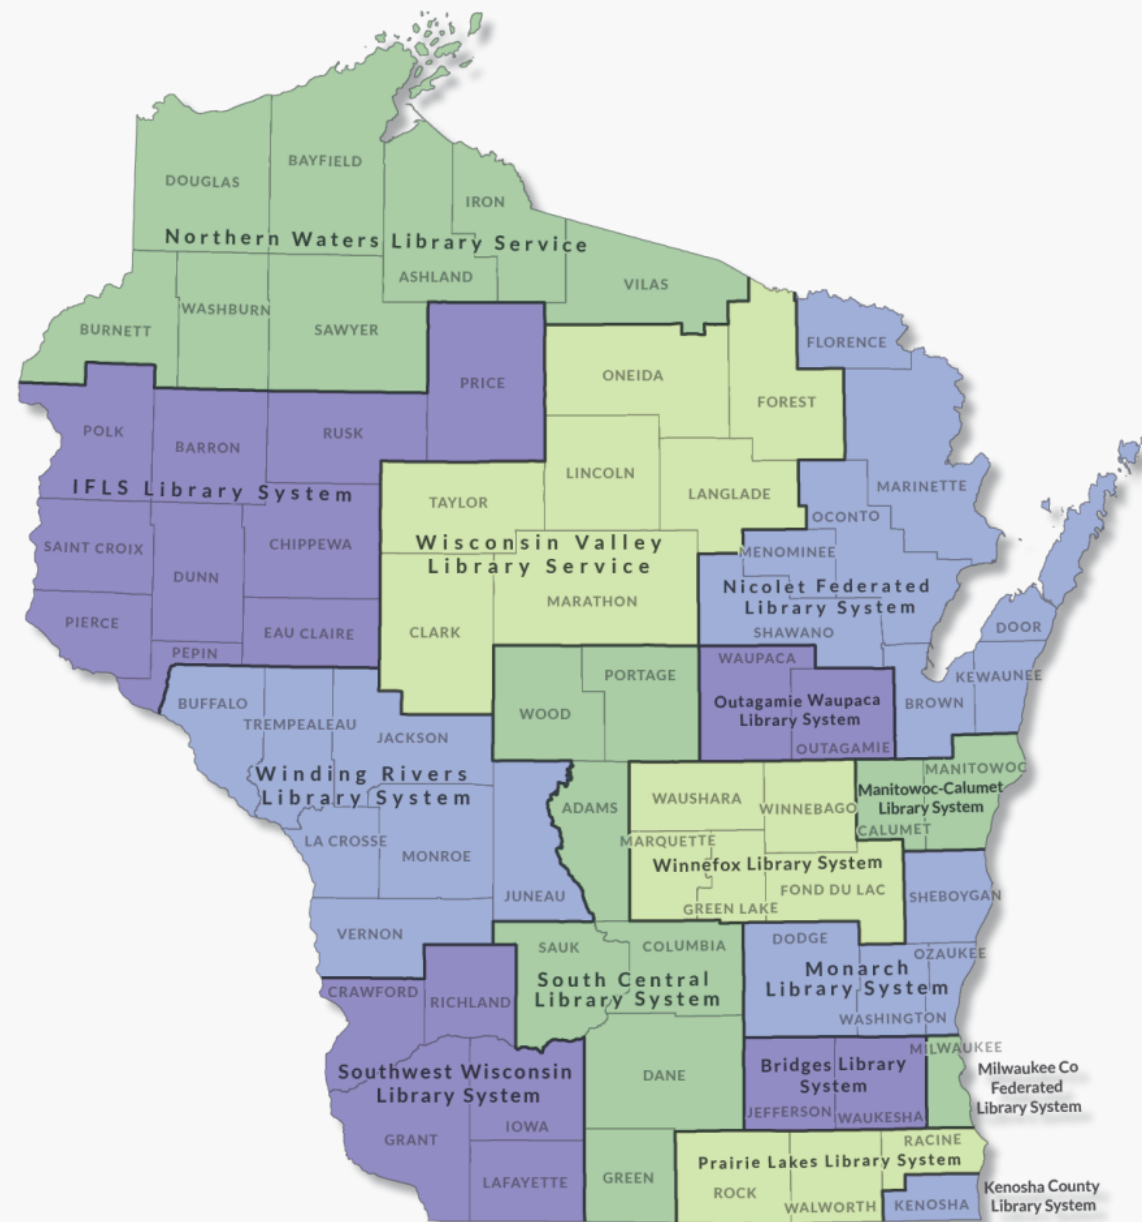 BAYFIELD
DOUGLAS
IRON
Northern Waters Library Service
ASHLAND
VILAS
WASHBURN
BURNETT
SAWYER
FLORENCE
PRICE
ONEIDA
FOREST
POLK
RUSK
BARRON
LINCOLN
MARINETTE
IFLS Library System
LANGLADE
TAYLOR
OCONTO
SAINT CROIX
CHIPPEWA
Wisconsin Valley
Library Service
MENOMINEE
DUNN
Nicolet Federated
Library System
MARATHON
PIERCE
EAU CLAIRE
CLARK
SHAWANO
DOOR
PEPIN
WAUPACA
PORTAGE
KEWAUNEE
BUFFALO
Outagamie Waupaca
Library System
BROWN
WOOD
TREMPEALEAU
JACKSON
OUTAGAMIE
Winding Rivers
Library System
MANITOWOC
Manitowoc-Calumet
Library System
ADAMS
WAUSHARA
WINNEBAGO
CALUMET
LA CROSSE
MARQUETTE
MONROE
Winnefox Library System
FOND DU LAC
JUNEAU
SHEBOYGAN
GREEN LAKE
VERNON
DODGE
SAUK
COLUMBIA
OZAUKEE
Monarch
Library System
South Central
Library System
CRAWFORD
RICHLAND
WASHINGTON
MILWAUKEE
Milwaukee Co
Federated
Library System
Bridges Library
System
Southwest Wisconsin
Library System
DANE
JEFFERSON
WAUKESHA
IOWA
GRANT
RACINE
Prairie Lakes Library System
LAFAYETTE
GREEN
ROCK
WALWORTH
KENOSHA
Kenosha County
Library System